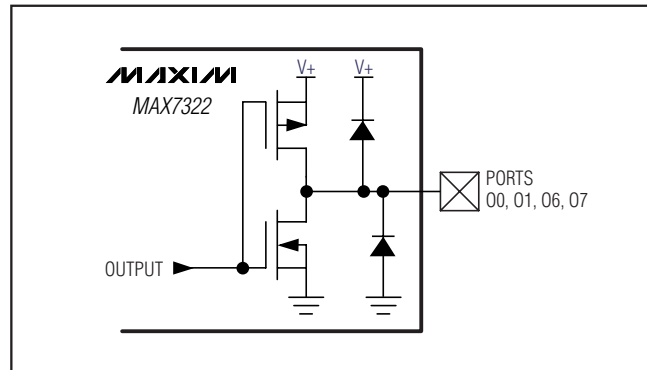 V+ V+
MAXIM
MAX7322
PORTS
O0, O1, O6, O7
OUTPUT